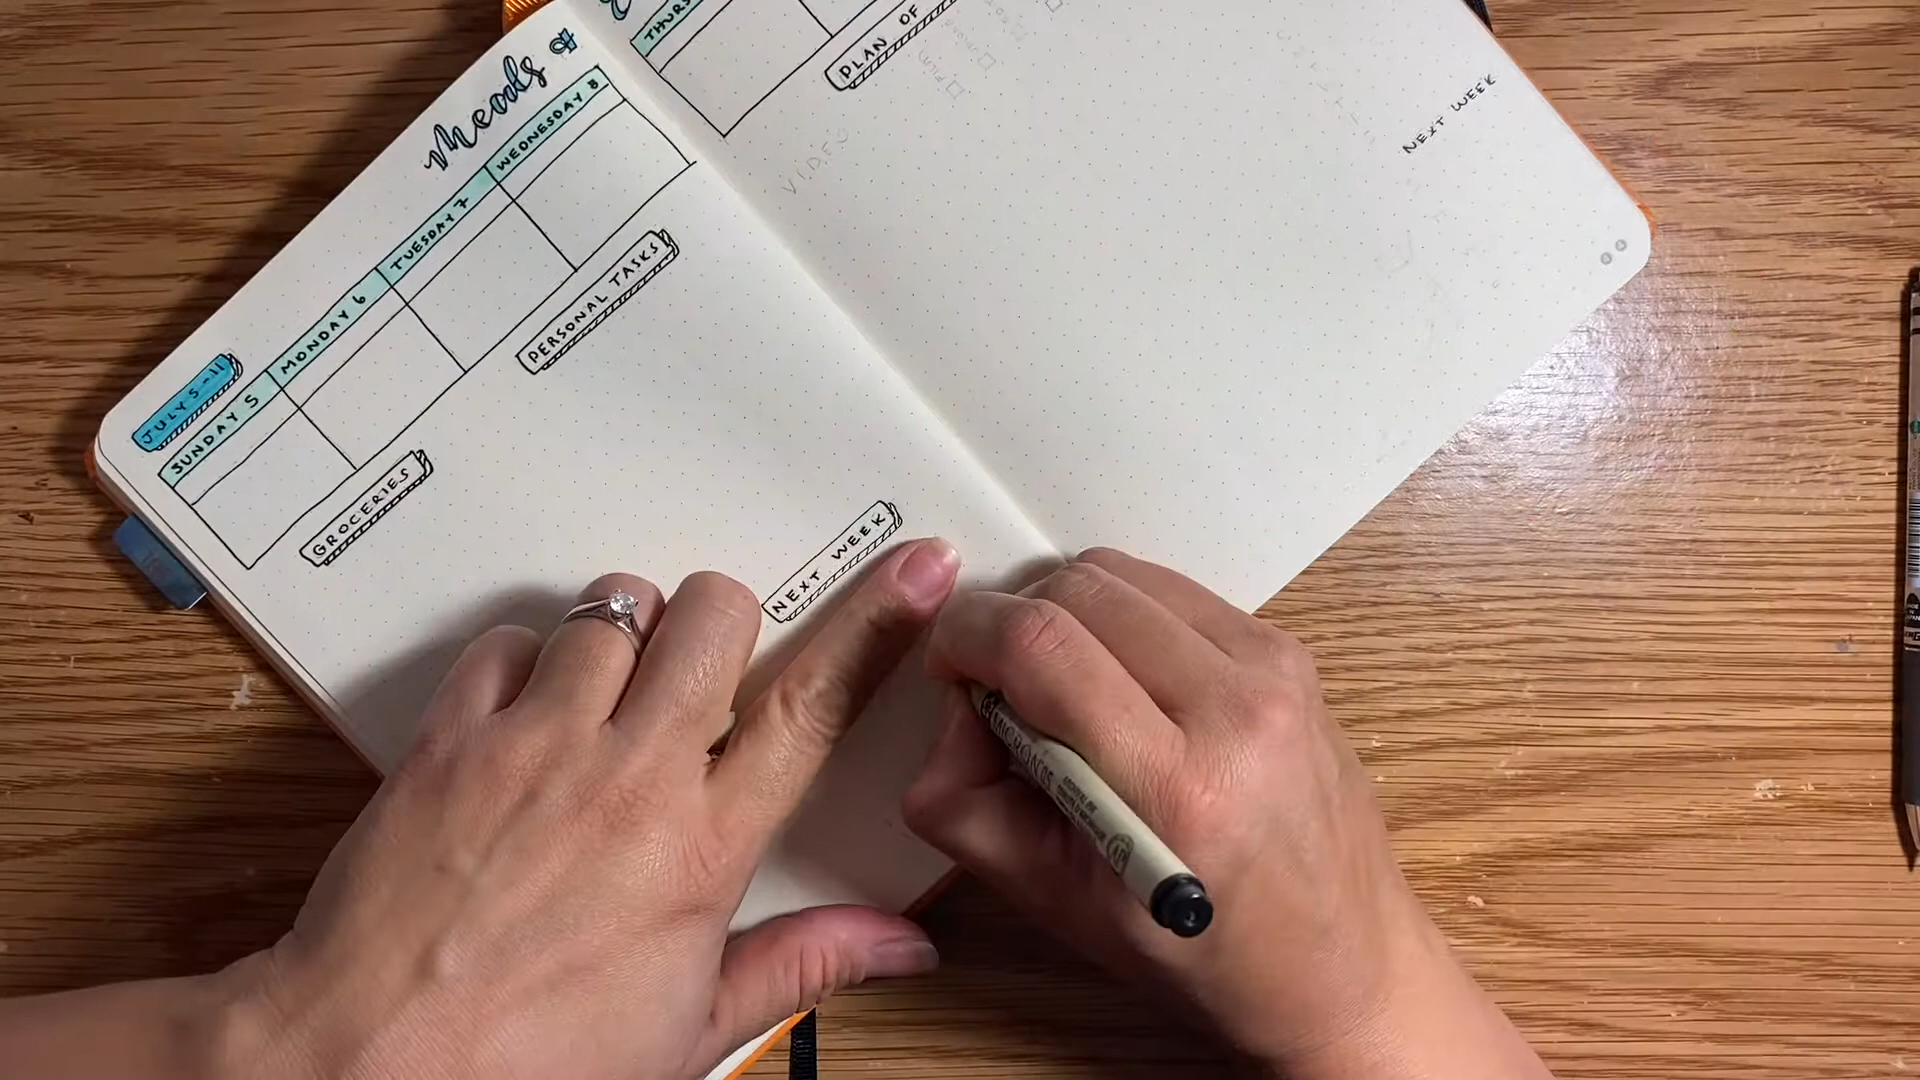 Meals &
JULY 5-11
SUNDAY 5
MONDAY 6
TUESDAY 7
WEDNESDAY 8
GROCERIES
PERSONAL TASKS
NEXT WEEK
THURS
PLAN OF
VIDEO
NEXT WEEK
MICRON